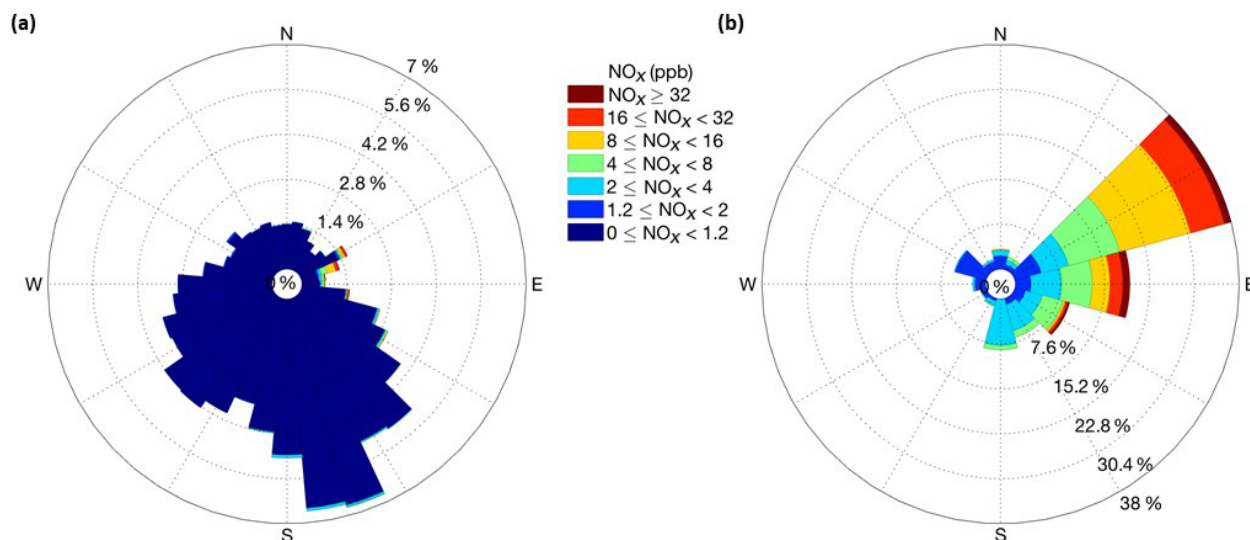 (a)
N
7 %
5.6 %
4.2 %
2.8 %
1.4 %
0 %
W
E
S
NOX (ppb)
NOX ≥ 32
16 ≤ NOX < 32
8 ≤ NOX < 16
4 ≤ NOX < 8
2 ≤ NOX < 4
1.2 ≤ NOX < 2
0 ≤ NOX < 1.2
(b)
N
W
0 %
E
7.6 %
15.2 %
22.8 %
30.4 %
38 %
S